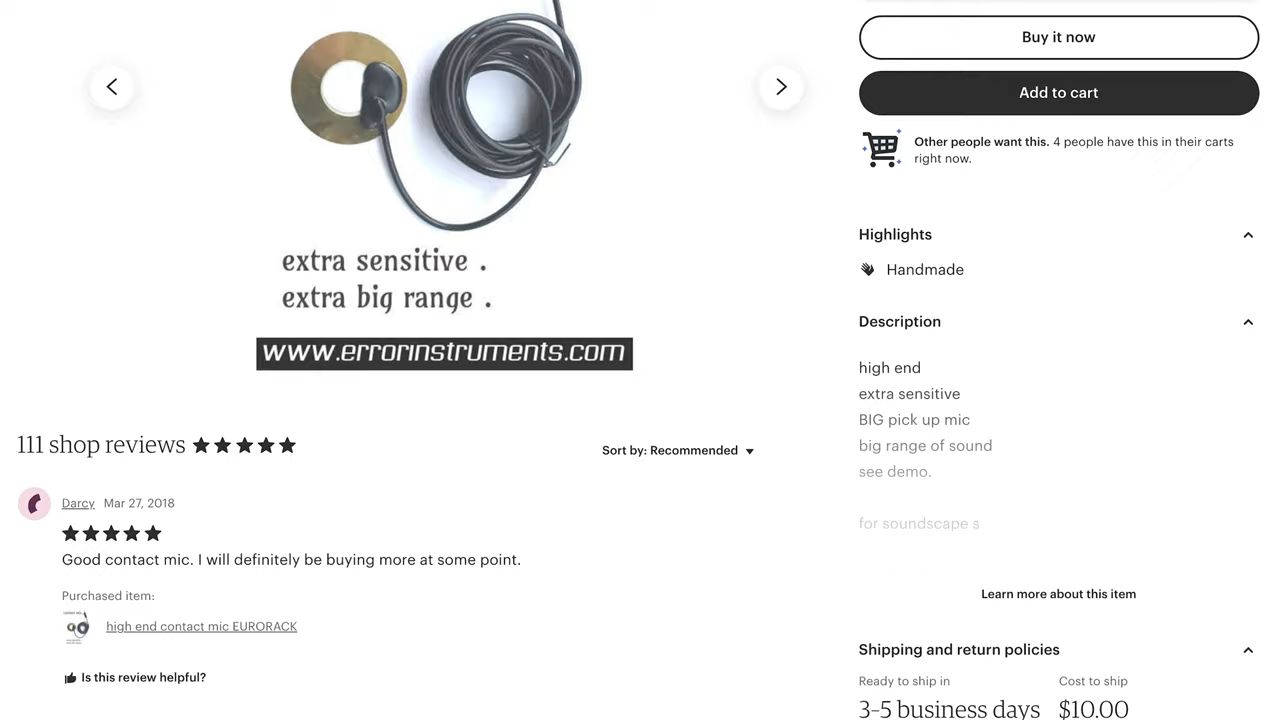 Buy it now
Add to cart
Other people want this. 4 people have this in their carts
right now.
Highlights
Handmade
Description
high end
extra sensitive
BIG pick up mic
big range of sound
see demo.
for soundscape s
Learn more about this item
Shipping and return policies
Ready to ship in
Cost to ship
3-5 business days
$10.00
extra sensitive .
extra big range .
www.errorinstruments.com
111 shop reviews
Sort by: Recommended
Darcy
Mar 27, 2018
Good contact mic. I will definitely be buying more at some point.
Purchased item:
high end contact mic EURORACK
Is this review helpful?